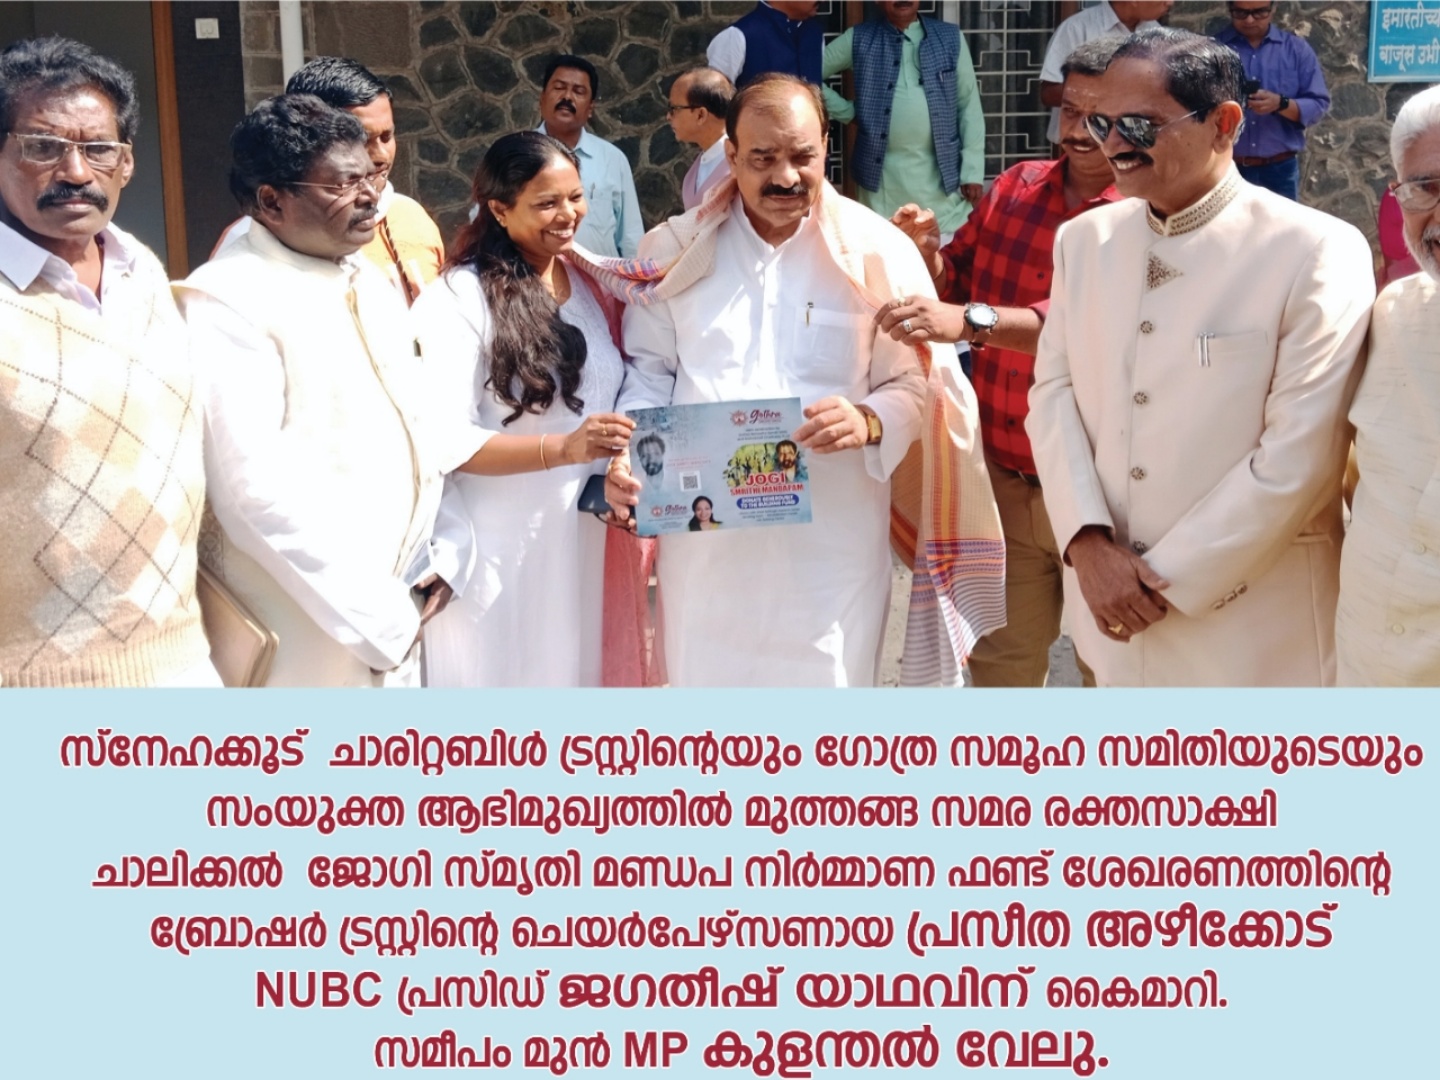 इमारतीच्य
बाजूस उभी
gothra
JOGI
SMRITHI MANDAPAM
DONATE GENEROUSLY
TO THE BUILDING FUND
gothra
സ്നേഹക്കൂട് ചാരിറ്റബിൾ ട്രസ്റ്റിന്റെയും ഗോത്ര സമൂഹ സമിതിയുടെയും
സംയുക്ത ആഭിമുഖ്യത്തിൽ മുത്തങ്ങ സമര രക്തസാക്ഷി
ചാലിക്കൽ ജോഗി സ്മൃതി മണ്ഡപ നിർമ്മാണ ഫണ്ട് ശേഖരണത്തിന്റെ
ബ്രോഷർ ട്രസ്റ്റിന്റെ ചെയർപേഴ്സണായ പ്രസീത അഴീക്കോട്
NUBC പ്രസിഡ് ജഗതീഷ് യാഥവിന് കൈമാറി.
സമീപം മുൻ MP കുളന്തൽ വേലു.